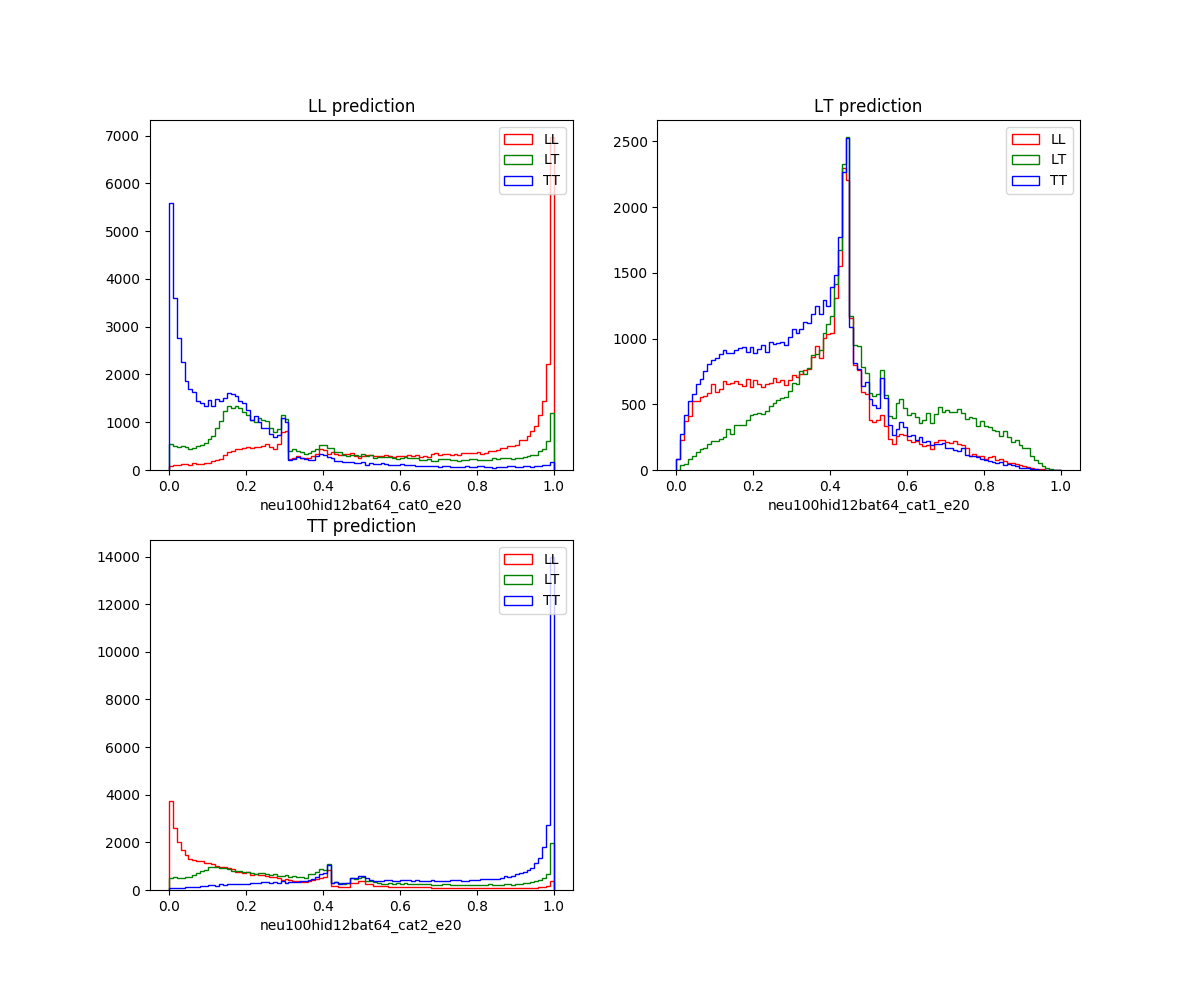 LL prediction
7000
6000
5000
4000
3000
2000
1000
0
0.0 0.2 0.4 0.6 0.8 1.0
neu100hid12bat64_cat0_e20
LL
LT
TT
LT prediction
2500
2000
1500
1000
500
0
0.0 0.2 0.4 0.6 0.8 1.0
neu100hid12bat64_cat1_e20
LL
LT
TT
TT prediction
14000
12000
10000
8000
6000
4000
2000
0
0.0 0.2 0.4 0.6 0.8 1.0
neu100hid12bat64_cat2_e20
LL
LT
TT